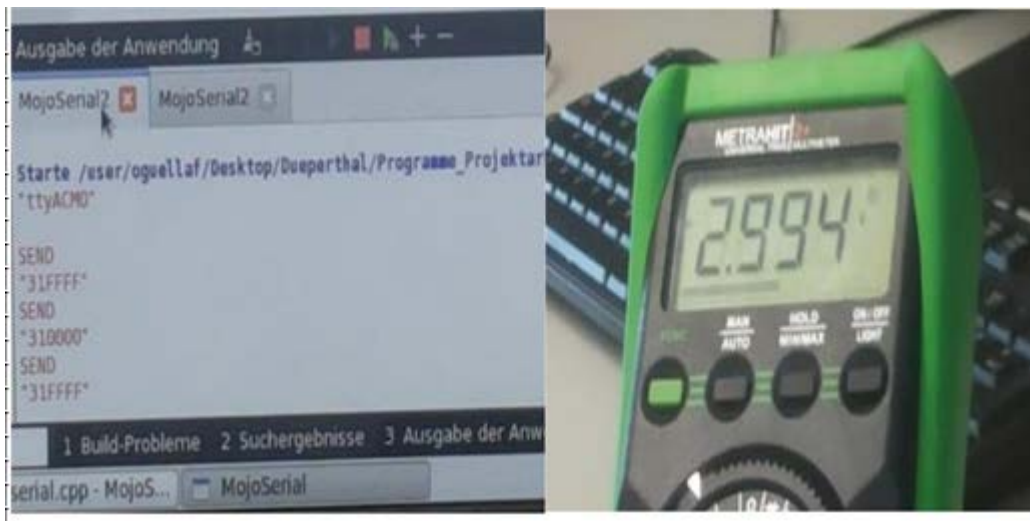 Ausgabe der Anwendung
MojoSerial2 MojoSerial2
Starte /user/oguellaf/Desktop/Dueperthal/Programme_Projektar
"ttyACM0"
SEND
"31FFFF"
SEND
"310000"
SEND
"31FFFF"
1 Build-Probleme 2 Suchergebnisse 3 Ausgabe der Anw
serial.cpp - MojoS... MojoSerial
METRAHIT
MULTIMETER
2.994
FUNC MAN HOLD ON/OFF
AUTO MIN/MAX LIGHT